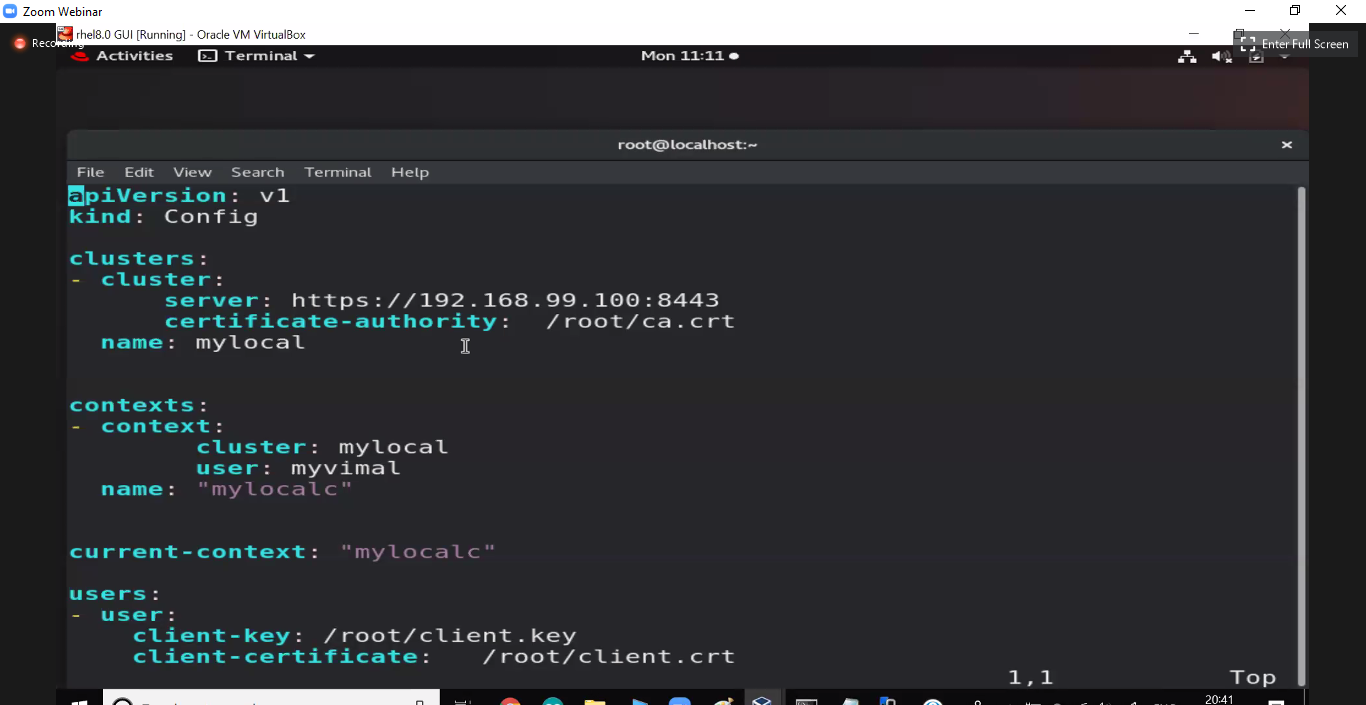 Zoom Webinar
rhel8.0 GUI [Running] - Oracle VM VirtualBox
Recording
Enter Full Screen
Activities
Terminal
Mon 11:11
root@localhost:~
File Edit View Search Terminal Help
apiVersion: v1
kind: Config
clusters:
- cluster:
server: https://192.168.99.100:8443
certificate-authority: /root/ca.crt
name: mylocal
contexts:
- context:
cluster: mylocal
user: myvimal
name: "mylocalc"
current-context: "mylocalc"
users:
- user:
client-key: /root/client.key
client-certificate: /root/client.crt
1,1 Top
20:41